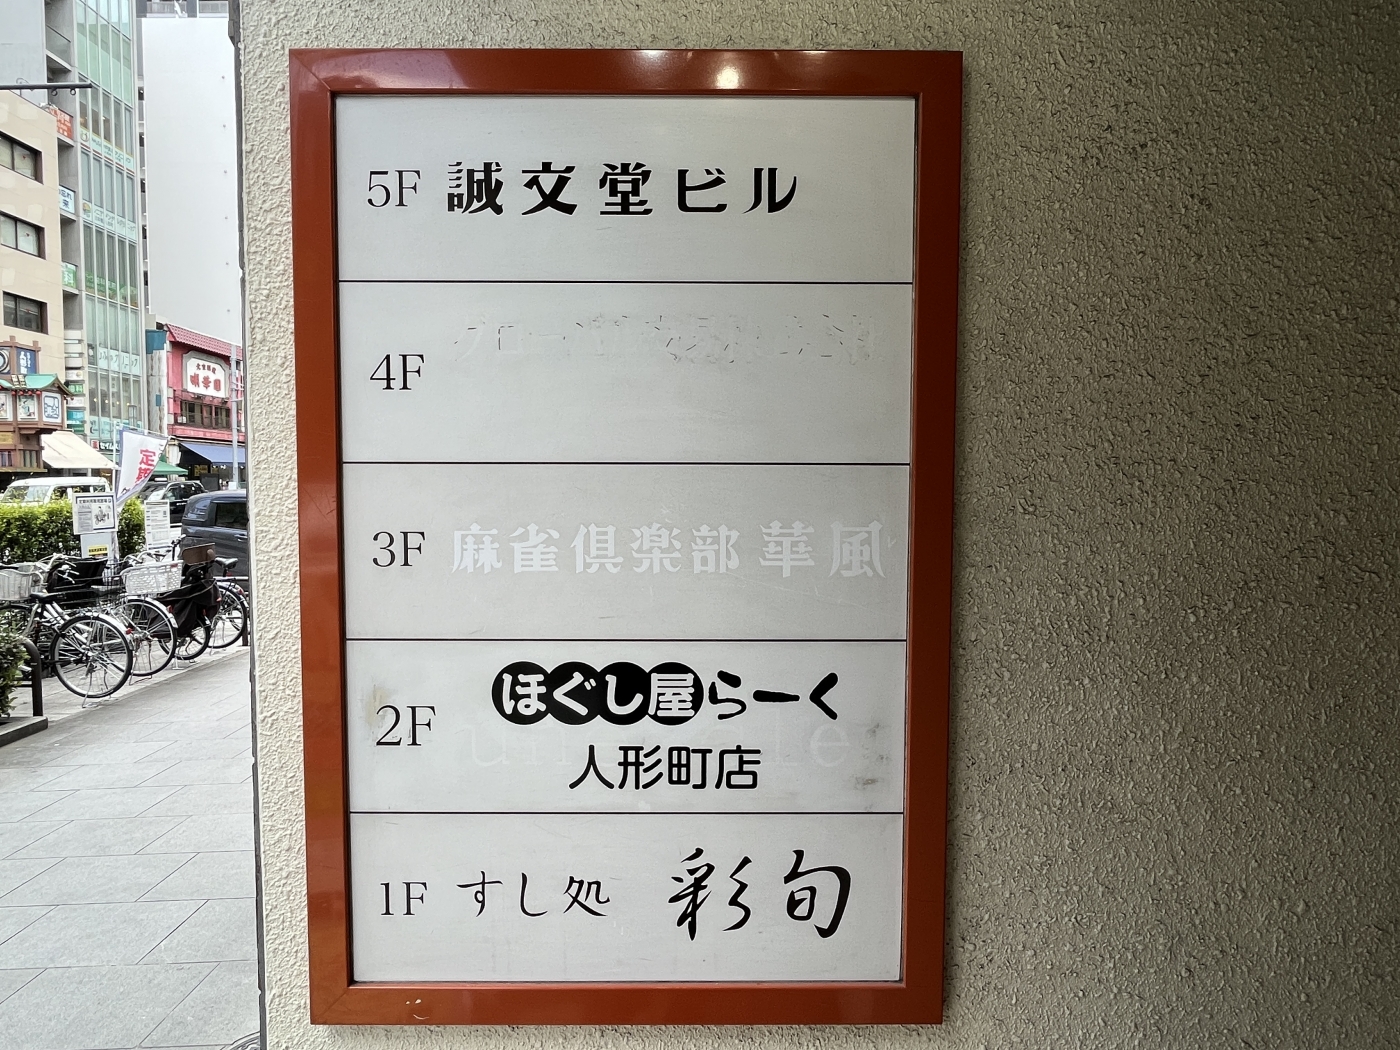 5F 誠文堂ビル
4F
3F 麻雀倶楽部 華風
2F ほぐし屋らーく
人形町店
1F すし処 彩旬
定